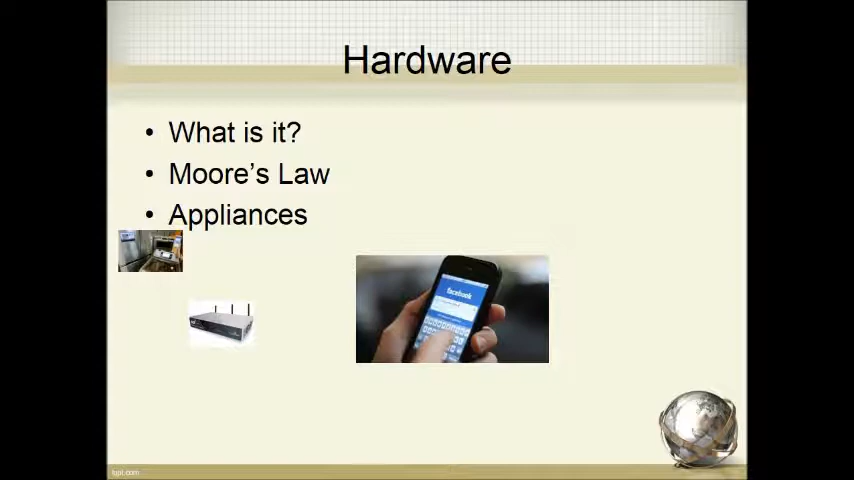 Hardware
• What is it?
• Moore's Law
• Appliances
facebook